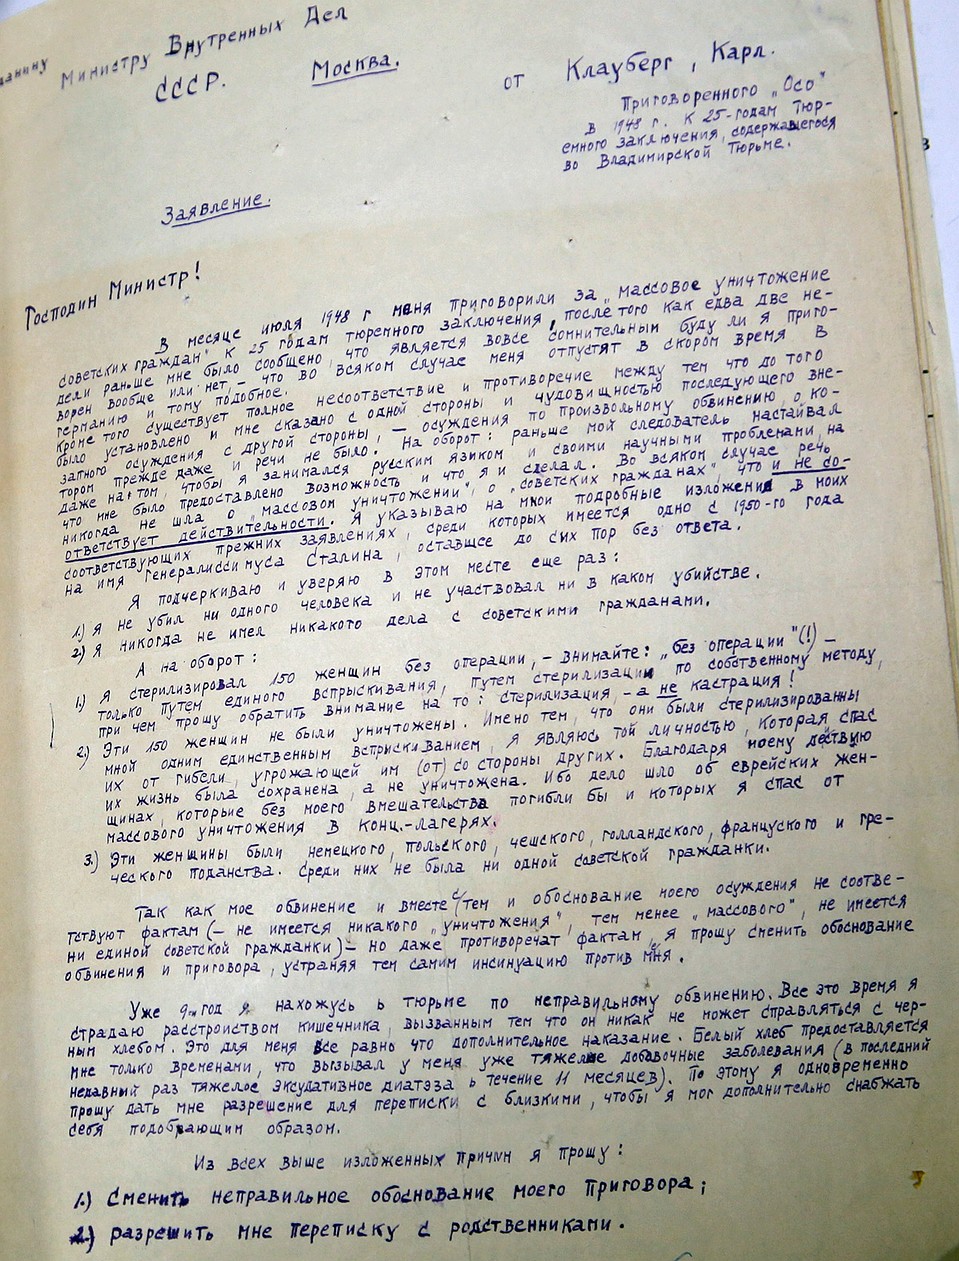 Министру Внутренных Дел
СССР. Москва.
от Клауберг, Карл.
Приговоренного „Осо"
в 1948 г. к 25-годам Тюр-
емного заключения, содержащегося
во Владимирской Тюрьме.
Заявление.
Господин Министр!
В месяце июля 1948 г меня приговорили за „массовое уничтожение
советских граждан" к 25 годам тюремного заключения, после того как едва две не-
дели раньше мне было сообщено, что является вовсе сомнительным буду ли я приго-
ворен вообще или нет, – что во всяком случае меня отпустят в скором время в
Германию и тому подобное.
Кроме того существует полное несоответствие и противоречие между тем что до того
было установлено и мне сказано с одной стороны и чудовищностью последующего вне-
запного осуждения с другой стороны, – осуждения по произвольному обвинению, о ко-
тором прежде даже и речи не было. На оборот: раньше мой следователь настаивал
даже на том, чтобы я занимался русским языком и своими научными проблемами, на
что мне было предоставлено возможность и что я и сделал. Во всяком случае речь
никогда не шла о „массовом уничтожении", о „советских гражданах", что и не со-
ответствует действительности. Я указываю на мои подробные изложения в моих
соответствующих прежних заявлениях, среди которых имеется одно с 1950-го года
на имя Генералиссимуса Сталина, оставшее до сих пор без ответа.
Я подчеркиваю и уверяю в этом месте еще раз:
1.) Я не убил ни одного человека и не участвовал ни в каком убийстве.
2) Я никогда не имел никакого дела с советскими гражданами.
А на оборот:
1.) Я стерилизировал 150 женщин без операции, – внимайте: „без операции"(!) –
только путем единого вспрыскивания, путем стерилизации по собственному методу,
при чем прошу обратить внимание на то: стерилизация, – а не кастрация!
2.) Эти 150 женщин не были уничтожены. Имено тем, что они были стерилизированны
мной одним единственным всприскиванием, я являюсь той личностью, которая спас
их от гибели, угрожающей им (от) со стороны других. Благодаря моему действую
их жизнь была сохранена, а не уничтожена. Ибо дело шло об еврейских жен-
щинах, которые без моего вмешательства погибли бы и которых я спас от
массового уничтожения в конц.-лагерях.
3.) Эти женщины были немецкого, польского, чешского, голландского, француского и гре-
ческого поданства. Среди них не была ни одной советской гражданки.
Так как мое обвинение и вместе с тем и обоснование моего осуждения не соотве-
тствуют фактам (– не имеется никакого „уничтожения", тем менее „массового", не имеется
ни единой советской гражданки) – но даже противоречат фактам, я прошу сменить обоснование
обвинения и приговора, устраняя тем самим инсинуацию против мня.
Уже 9-ый год я нахожусь в тюрьме по неправильному обвинению. Все это время я
страдаю расстроиством кишечника, вызванным тем что он никак не может справляться с чер-
ным хлебом. Это для меня все равно что дополнительное наказание. Белый хлеб предоставляется
мне только временами, что вызывал у меня уже тяжелые добавочные заболевания (в последний
недавный раз тяжелое эксудативное диатэза в течение 11 месяцев). По этому я одновременно
прошу дать мне разрешение для переписки с близкими, чтобы я мог дополнительно снабжать
себя подобрающим образом.
Из всех выше изложенных причин я прошу:
1.) Сменить неправильное обоснование моего приговора;
2) разрешить мне переписку с родственниками.